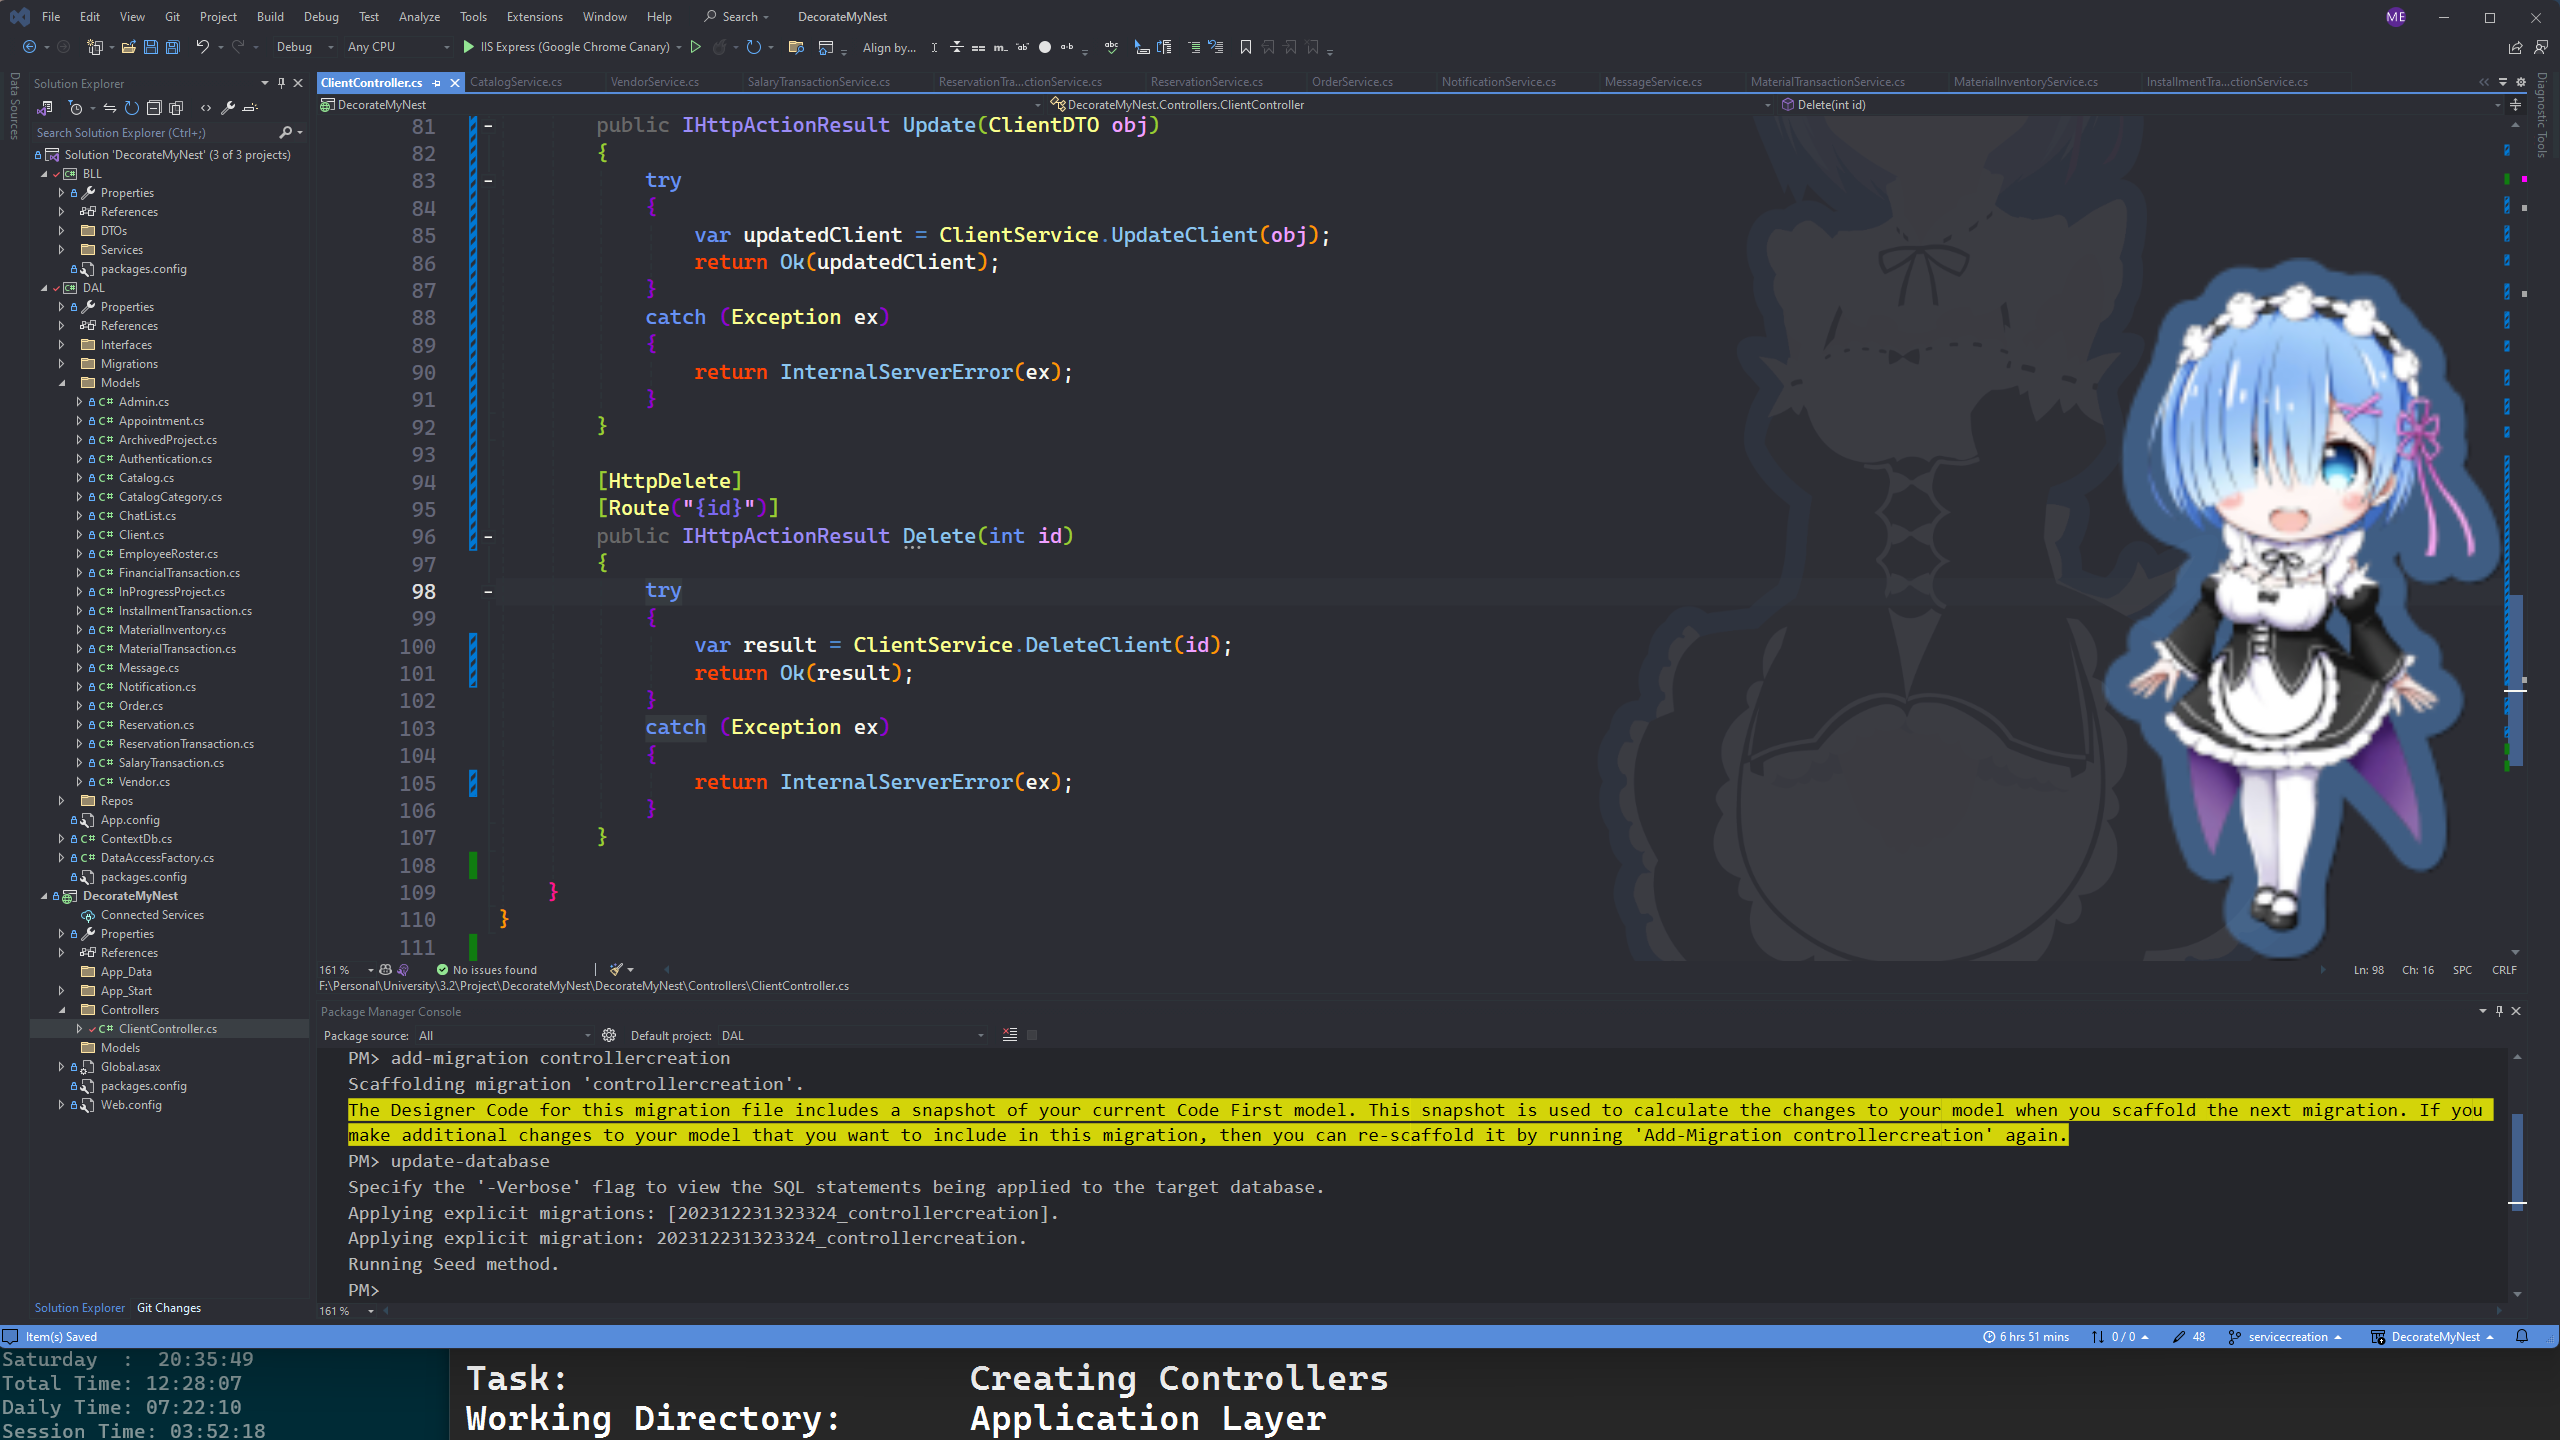 File Edit View Git Project Build Debug Test Analyze Tools Extensions Window Help Search DecorateMyNest ME
Debug Any CPU IIS Express (Google Chrome Canary) Align by...
Data Sources
Solution Explorer
Search Solution Explorer (Ctrl+;)
Solution 'DecorateMyNest' (3 of 3 projects)
BLL
Properties
References
DTOs
Services
packages.config
DAL
Properties
References
Interfaces
Migrations
Models
C# Admin.cs
C# Appointment.cs
C# ArchivedProject.cs
C# Authentication.cs
C# Catalog.cs
C# CatalogCategory.cs
C# ChatList.cs
C# Client.cs
C# EmployeeRoster.cs
C# FinancialTransaction.cs
C# InProgressProject.cs
C# InstallmentTransaction.cs
C# MaterialInventory.cs
C# MaterialTransaction.cs
C# Message.cs
C# Notification.cs
C# Order.cs
C# Reservation.cs
C# ReservationTransaction.cs
C# SalaryTransaction.cs
C# Vendor.cs
Repos
App.config
C# ContextDb.cs
C# DataAccessFactory.cs
packages.config
DecorateMyNest
Connected Services
Properties
References
App_Data
App_Start
Controllers
C# ClientController.cs
Models
Global.asax
packages.config
Web.config
Solution Explorer Git Changes
ClientController.cs CatalogService.cs VendorService.cs SalaryTransactionService.cs ReservationTra...ctionService.cs ReservationService.cs OrderService.cs NotificationService.cs MessageService.cs MaterialTransactionService.cs MaterialInventoryService.cs InstallmentTra...ctionService.cs
DecorateMyNest DecorateMyNest.Controllers.ClientController Delete(int id)
Diagnostic Tools
81 public IHttpActionResult Update(ClientDTO obj)
82 {
83 try
84 {
85 var updatedClient = ClientService.UpdateClient(obj);
86 return Ok(updatedClient);
87 }
88 catch (Exception ex)
89 {
90 return InternalServerError(ex);
91 }
92 }
93
94 [HttpDelete]
95 [Route("{id}")]
96 public IHttpActionResult Delete(int id)
97 {
98 try
99 {
100 var result = ClientService.DeleteClient(id);
101 return Ok(result);
102 }
103 catch (Exception ex)
104 {
105 return InternalServerError(ex);
106 }
107 }
108
109 }
110 }
111
161 % No issues found Ln: 98 Ch: 16 SPC CRLF
F:\Personal\University\3.2\Project\DecorateMyNest\DecorateMyNest\Controllers\ClientController.cs
Package Manager Console
Package source: All Default project: DAL
PM> add-migration controllercreation
Scaffolding migration 'controllercreation'.
The Designer Code for this migration file includes a snapshot of your current Code First model. This snapshot is used to calculate the changes to your model when you scaffold the next migration. If you
make additional changes to your model that you want to include in this migration, then you can re-scaffold it by running 'Add-Migration controllercreation' again.
PM> update-database
Specify the '-Verbose' flag to view the SQL statements being applied to the target database.
Applying explicit migrations: [202312231323324_controllercreation].
Applying explicit migration: 202312231323324_controllercreation.
Running Seed method.
PM>
161 %
Item(s) Saved 6 hrs 51 mins 0 / 0 48 servicecreation DecorateMyNest
Saturday : 20:35:49
Total Time: 12:28:07
Daily Time: 07:22:10
Session Time: 03:52:18
Task: Creating Controllers
Working Directory: Application Layer